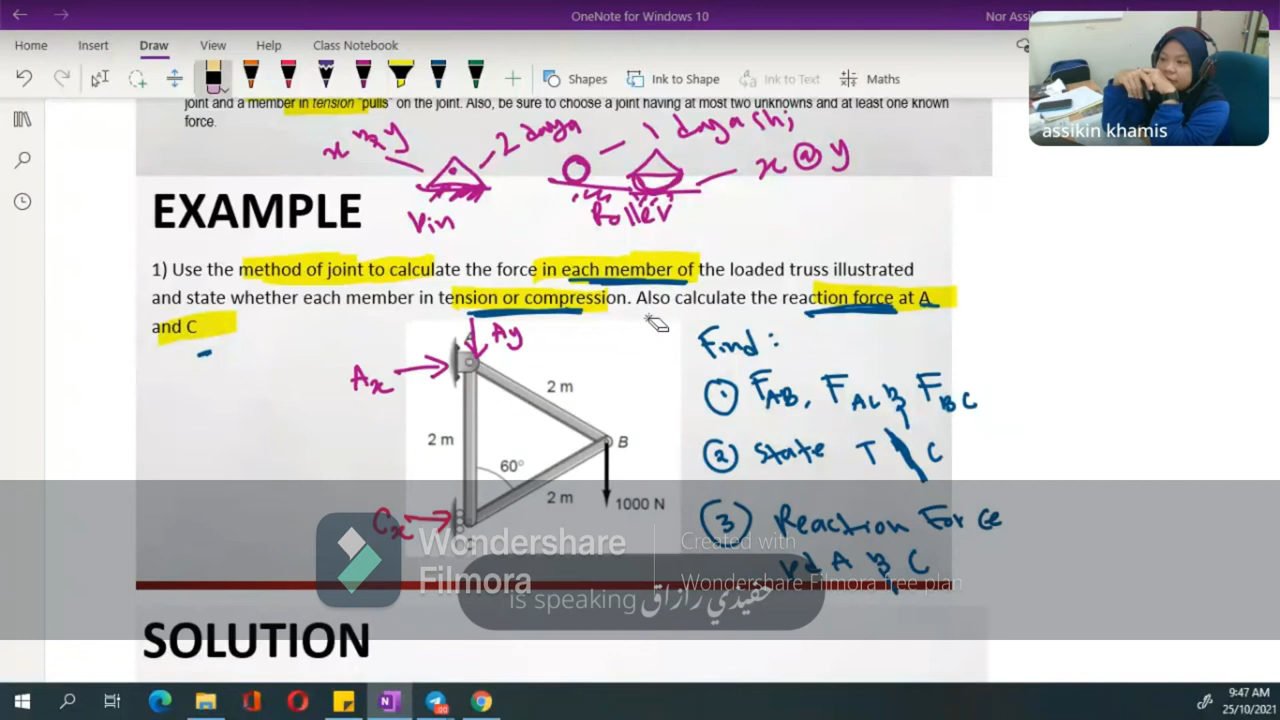 OneNote for Windows 10
Nor Assi
Home Insert Draw View Help Class Notebook
Shapes Ink to Shape Ink to Text Maths
assikin khamis
joint and a member in tension "pulls" on the joint. Also, be sure to choose a joint having at most two unknowns and at least one known
force.
2 daya
1 daya shj
x @ y
Pin
Roller
EXAMPLE
1) Use the method of joint to calculate the force in each member of the loaded truss illustrated
and state whether each member in tension or compression. Also calculate the reaction force at A
and C
Ay
Ax
2 m
2 m
B
60°
2 m
1000 N
Cx
Find :
① FAB, FAC & FBC
② State T / C
③ Reaction Force
at A & C
Wondershare
Filmora
Created with
Wondershare Filmora free plan
is speaking حفيذي رازاق
SOLUTION
9:47 AM
25/10/2021